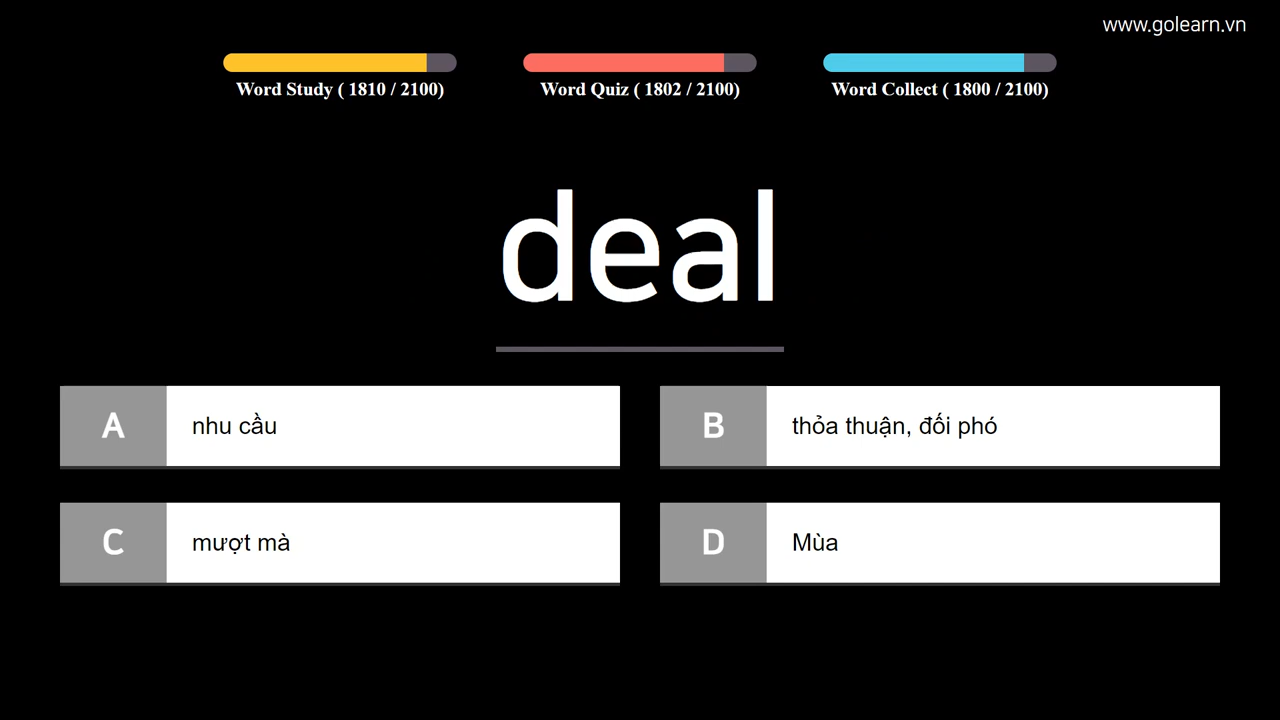 www.golearn.vn
Word Study ( 1810 / 2100)
Word Quiz ( 1802 / 2100)
Word Collect ( 1800 / 2100)
deal
A nhu cầu
B thỏa thuận, đối phó
C mượt mà
D Mùa